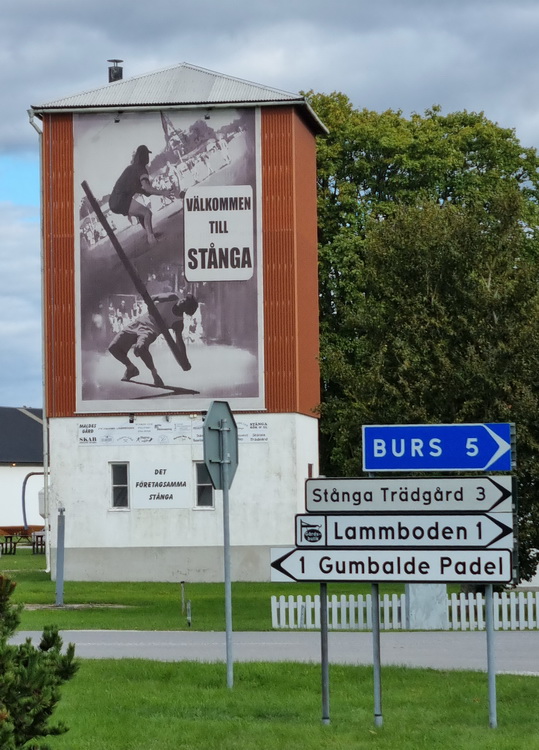 VÄLKOMMEN
TILL
STÅNGA
DET
FÖRETAGSAMMA
STÅNGA
BURS 5
Stånga Trädgård 3
Lammboden 1
1 Gumbalde Padel